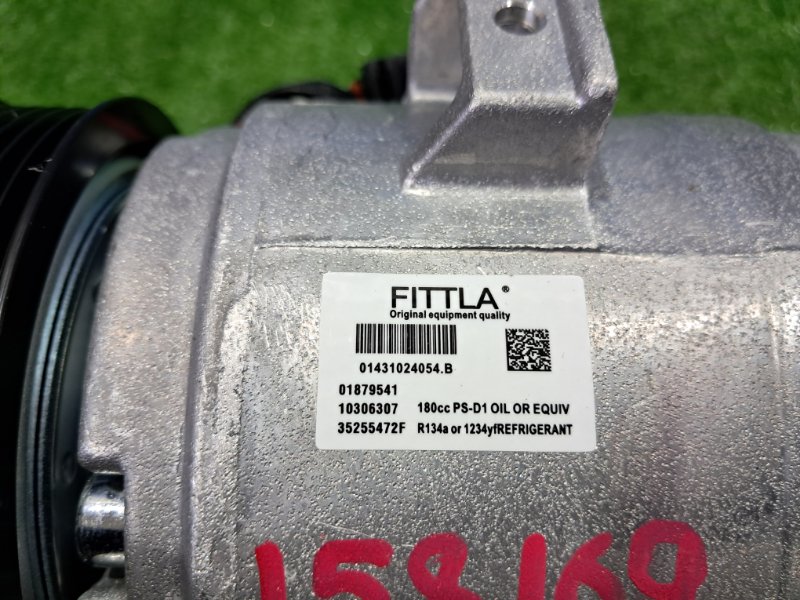 FITTLA®
Original equipment quality
01431024054.B
01879541
10306307 180cc PS-D1 OIL OR EQUIV
35255472F R134a or 1234yfREFRIGERANT
158169